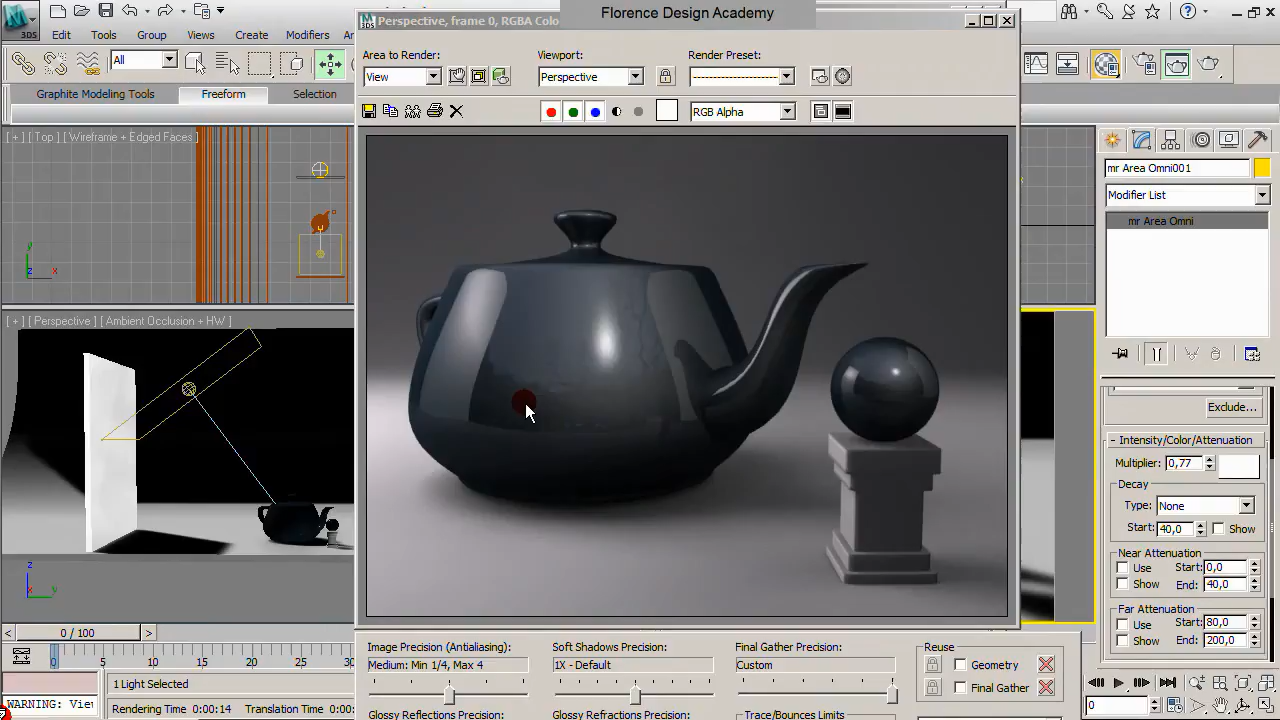 Florence Design Academy
Perspective, frame 0, RGBA Colo
3DS
Edit Tools Group Views Create Modifiers
Area to Render: Viewport: Render Preset:
View Perspective
All
RGB Alpha
Graphite Modeling Tools Freeform Selection
[ + ] [ Top ] [ Wireframe + Edged Faces ]
y
z x
[ + ] [ Perspective ] [ Ambient Occlusion + HW ]
z
x y
mr Area Omni001
Modifier List
mr Area Omni
Exclude...
Intensity/Color/Attenuation
Multiplier: 0,77
Decay
Type: None
Start: 40,0 Show
Near Attenuation
Use Start: 0,0
Show End: 40,0
Far Attenuation
Use Start: 80,0
Show End: 200,0
< 0 / 100 >
0 5 10 15 20 25 30
1 Light Selected
WARNING: Vie
Rendering Time 0:00:14 Translation Time 0:00:
Image Precision (Antialiasing): Soft Shadows Precision: Final Gather Precision: Reuse
Medium: Min 1/4, Max 4 1X - Default Custom Geometry
Final Gather
Glossy Reflections Precision: Glossy Refractions Precision: Trace/Bounces Limits
0